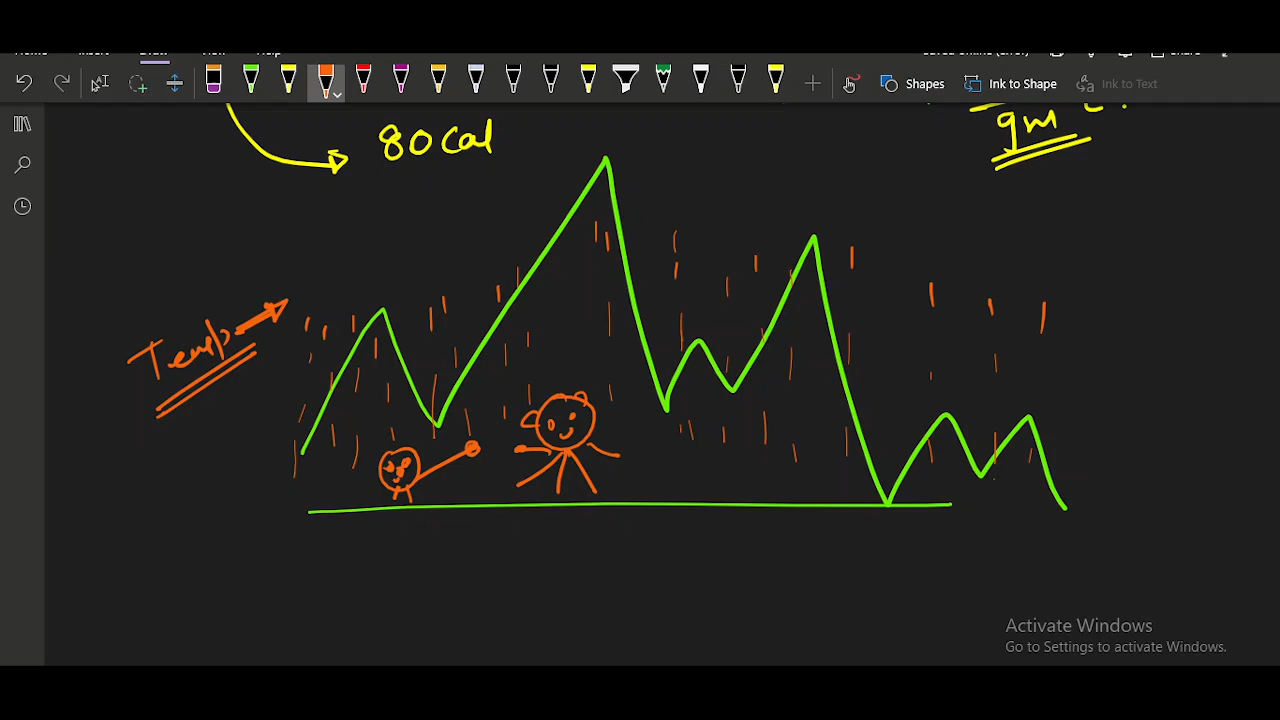 Shapes
Ink to Shape
Ink to Text
80 Cal
gm
Temp
Activate Windows
Go to Settings to activate Windows.